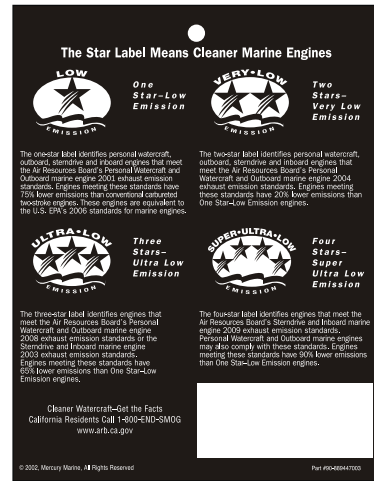 The Star Label Means Cleaner Marine Engines
LOW
EMISSION
One
Star–Low
Emission
VERY•LOW
EMISSION
Two
Stars–
Very Low
Emission
The one-star label identifies personal watercraft,
outboard, sterndrive and inboard engines that meet
the Air Resources Board's Personal Watercraft and
Outboard marine engine 2001 exhaust emission
standards. Engines meeting these standards have
75% lower emissions than conventional carbureted
two-stroke engines. These engines are equivalent to
the U.S. EPA's 2006 standards for marine engines.
The two-star label identifies personal watercraft,
outboard, sterndrive and inboard engines that
meet the Air Resources Board's Personal
Watercraft and Outboard marine engine 2004
exhaust emission standards. Engines meeting
these standards have 20% lower emissions than
One Star–Low Emission engines.
ULTRA•LOW
EMISSION
Three
Stars–
Ultra Low
Emission
SUPER•ULTRA•LOW
EMISSION
Four
Stars–
Super
Ultra Low
Emission
The three-star label identifies engines that
meet the Air Resources Board's Personal
Watercraft and Outboard marine engine
2008 exhaust emission standards or the
Sterndrive and Inboard marine engine
2003 exhaust emission standards.
Engines meeting these standards have
65% lower emissions than One Star–Low
Emission engines.
The four-star label identifies engines that meet the
Air Resources Board's Sterndrive and Inboard marine
engine 2009 exhaust emission standards.
Personal Watercraft and Outboard marine engines
may also comply with these standards. Engines
meeting these standards have 90% lower emissions
than One Star–Low Emission engines.
Cleaner Watercraft–Get the Facts
California Residents Call 1-800-END-SMOG
www.arb.ca.gov
© 2002, Mercury Marine, All Rights Reserved
Part #90-889447003